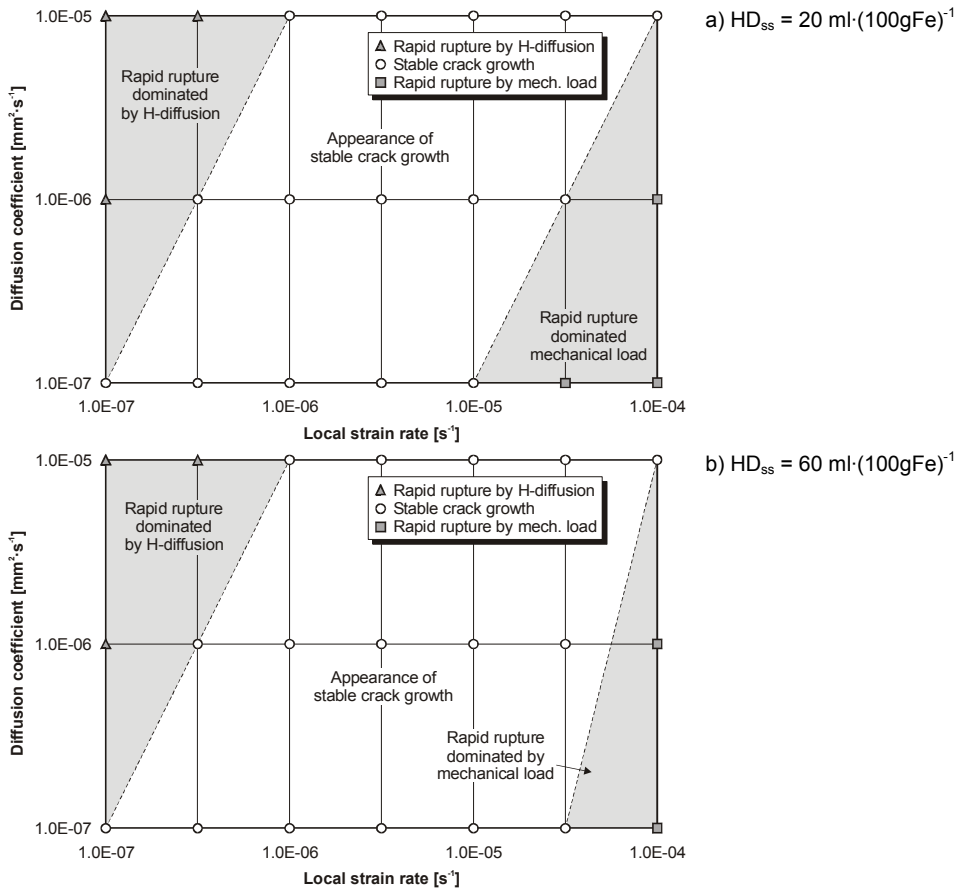 a) HDss = 20 ml·(100gFe)⁻¹
Diffusion coefficient [mm²·s⁻¹]
1.0E-05
1.0E-06
1.0E-07
Rapid rupture
dominated
by H-diffusion
Rapid rupture by H-diffusion
Stable crack growth
Rapid rupture by mech. load
Appearance of
stable crack growth
Rapid rupture
dominated
mechanical load
1.0E-07
1.0E-06
1.0E-05
1.0E-04
Local strain rate [s⁻¹]
b) HDss = 60 ml·(100gFe)⁻¹
Diffusion coefficient [mm²·s⁻¹]
1.0E-05
1.0E-06
1.0E-07
Rapid rupture
dominated
by H-diffusion
Rapid rupture by H-diffusion
Stable crack growth
Rapid rupture by mech. load
Appearance of
stable crack growth
Rapid rupture
dominated by
mechanical load
1.0E-07
1.0E-06
1.0E-05
1.0E-04
Local strain rate [s⁻¹]